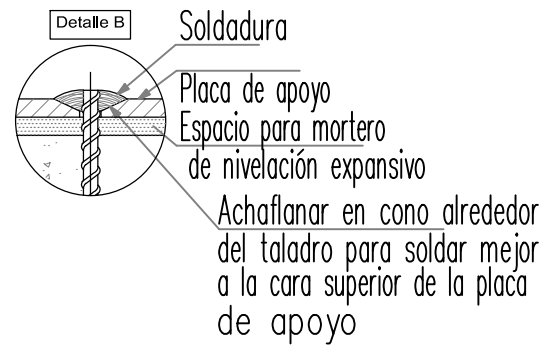 Detalle B
Soldadura
Placa de apoyo
Espacio para mortero
de nivelación expansivo
Achaflanar en cono alrededor
del taladro para soldar mejor
a la cara superior de la placa
de apoyo